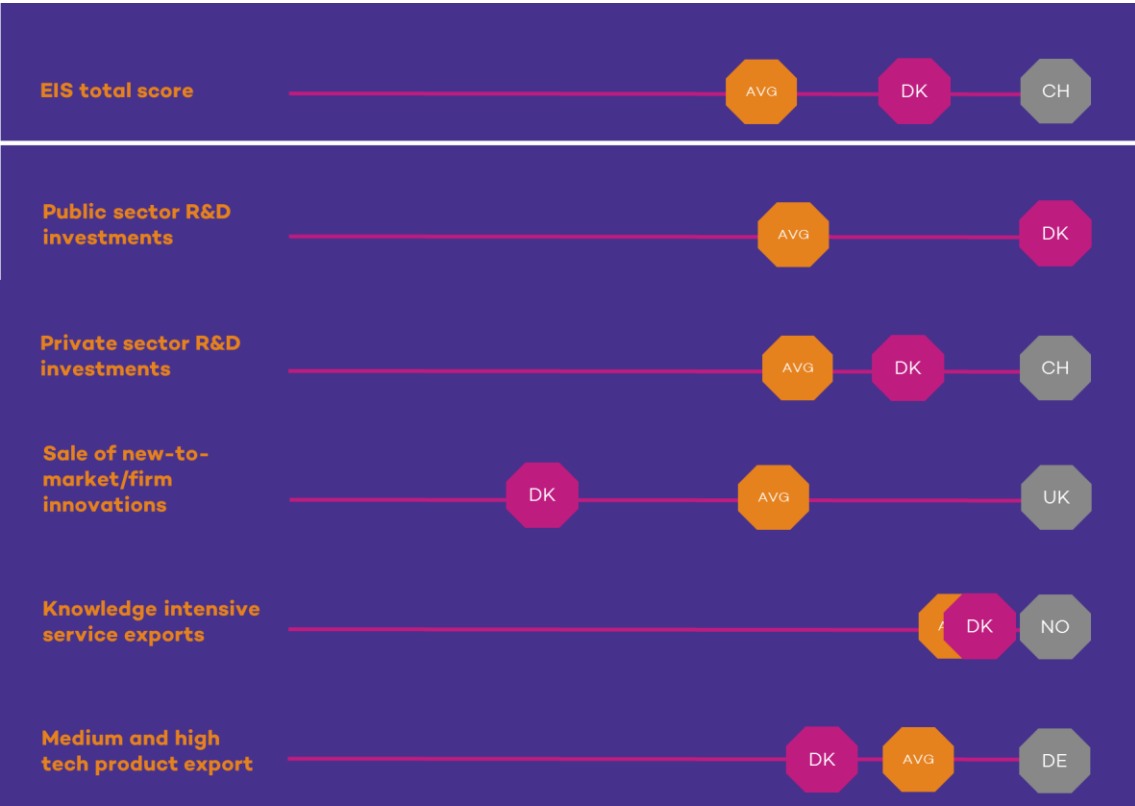 EIS total score
AVG
DK
CH
Public sector R&D
investments
AVG
DK
Private sector R&D
investments
AVG
DK
CH
Sale of new-to-
market/firm
innovations
DK
AVG
UK
Knowledge intensive
service exports
DK
NO
Medium and high
tech product export
DK
AVG
DE